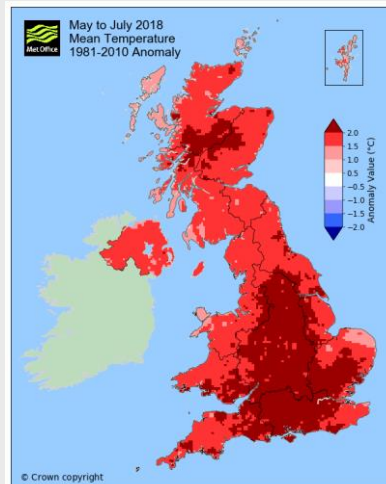 Met Office
May to July 2018
Mean Temperature
1981-2010 Anomaly
2.0
1.5
1.0
0.5
−0.5
−1.0
−1.5
−2.0
Anomaly Value (°C)
© Crown copyright